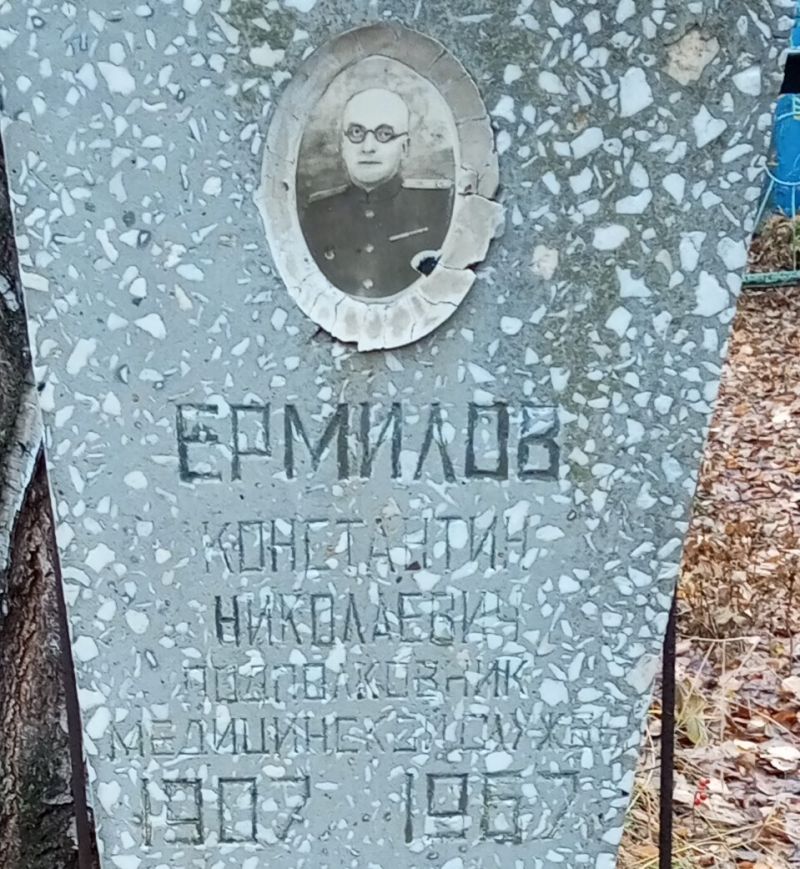 ЕРМИЛОВ
КОНСТАНТИН
НИКОЛАЕВИЧ
ПОДПОЛКОВНИК
МЕДИЦИНСКОЙ СЛУЖБЫ
1907 1967